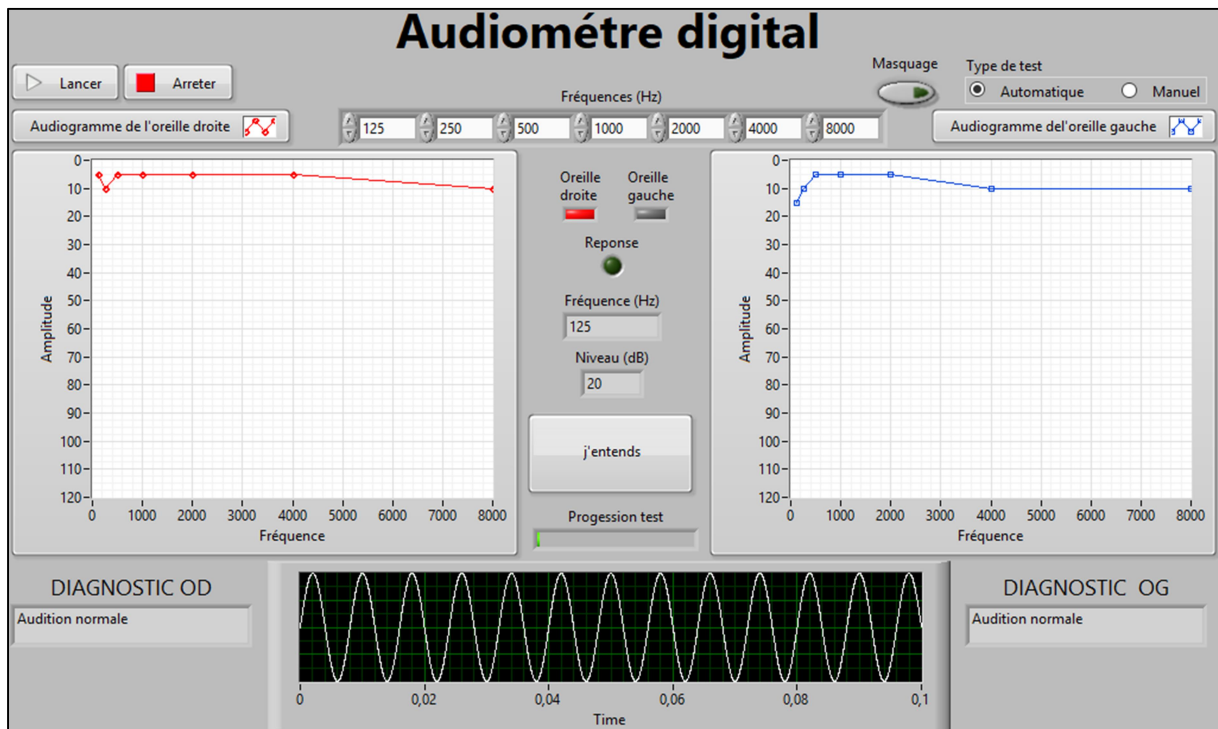 Audiométre digital
Lancer
Arreter
Masquage
Type de test
Automatique
Manuel
Fréquences (Hz)
Audiogramme de l'oreille droite
125 250 500 1000 2000 4000 8000
Audiogramme del'oreille gauche
Amplitude
0
10
20
30
40
50
60
70
80
90
100
110
120
0 1000 2000 3000 4000 5000 6000 7000 8000
Fréquence
Oreille droite
Oreille gauche
Reponse
Fréquence (Hz)
125
Niveau (dB)
20
j'entends
Progession test
Amplitude
0
10
20
30
40
50
60
70
80
90
100
110
120
0 1000 2000 3000 4000 5000 6000 7000 8000
Fréquence
DIAGNOSTIC OD
Audition normale
0 0,02 0,04 0,06 0,08 0,1
Time
DIAGNOSTIC OG
Audition normale